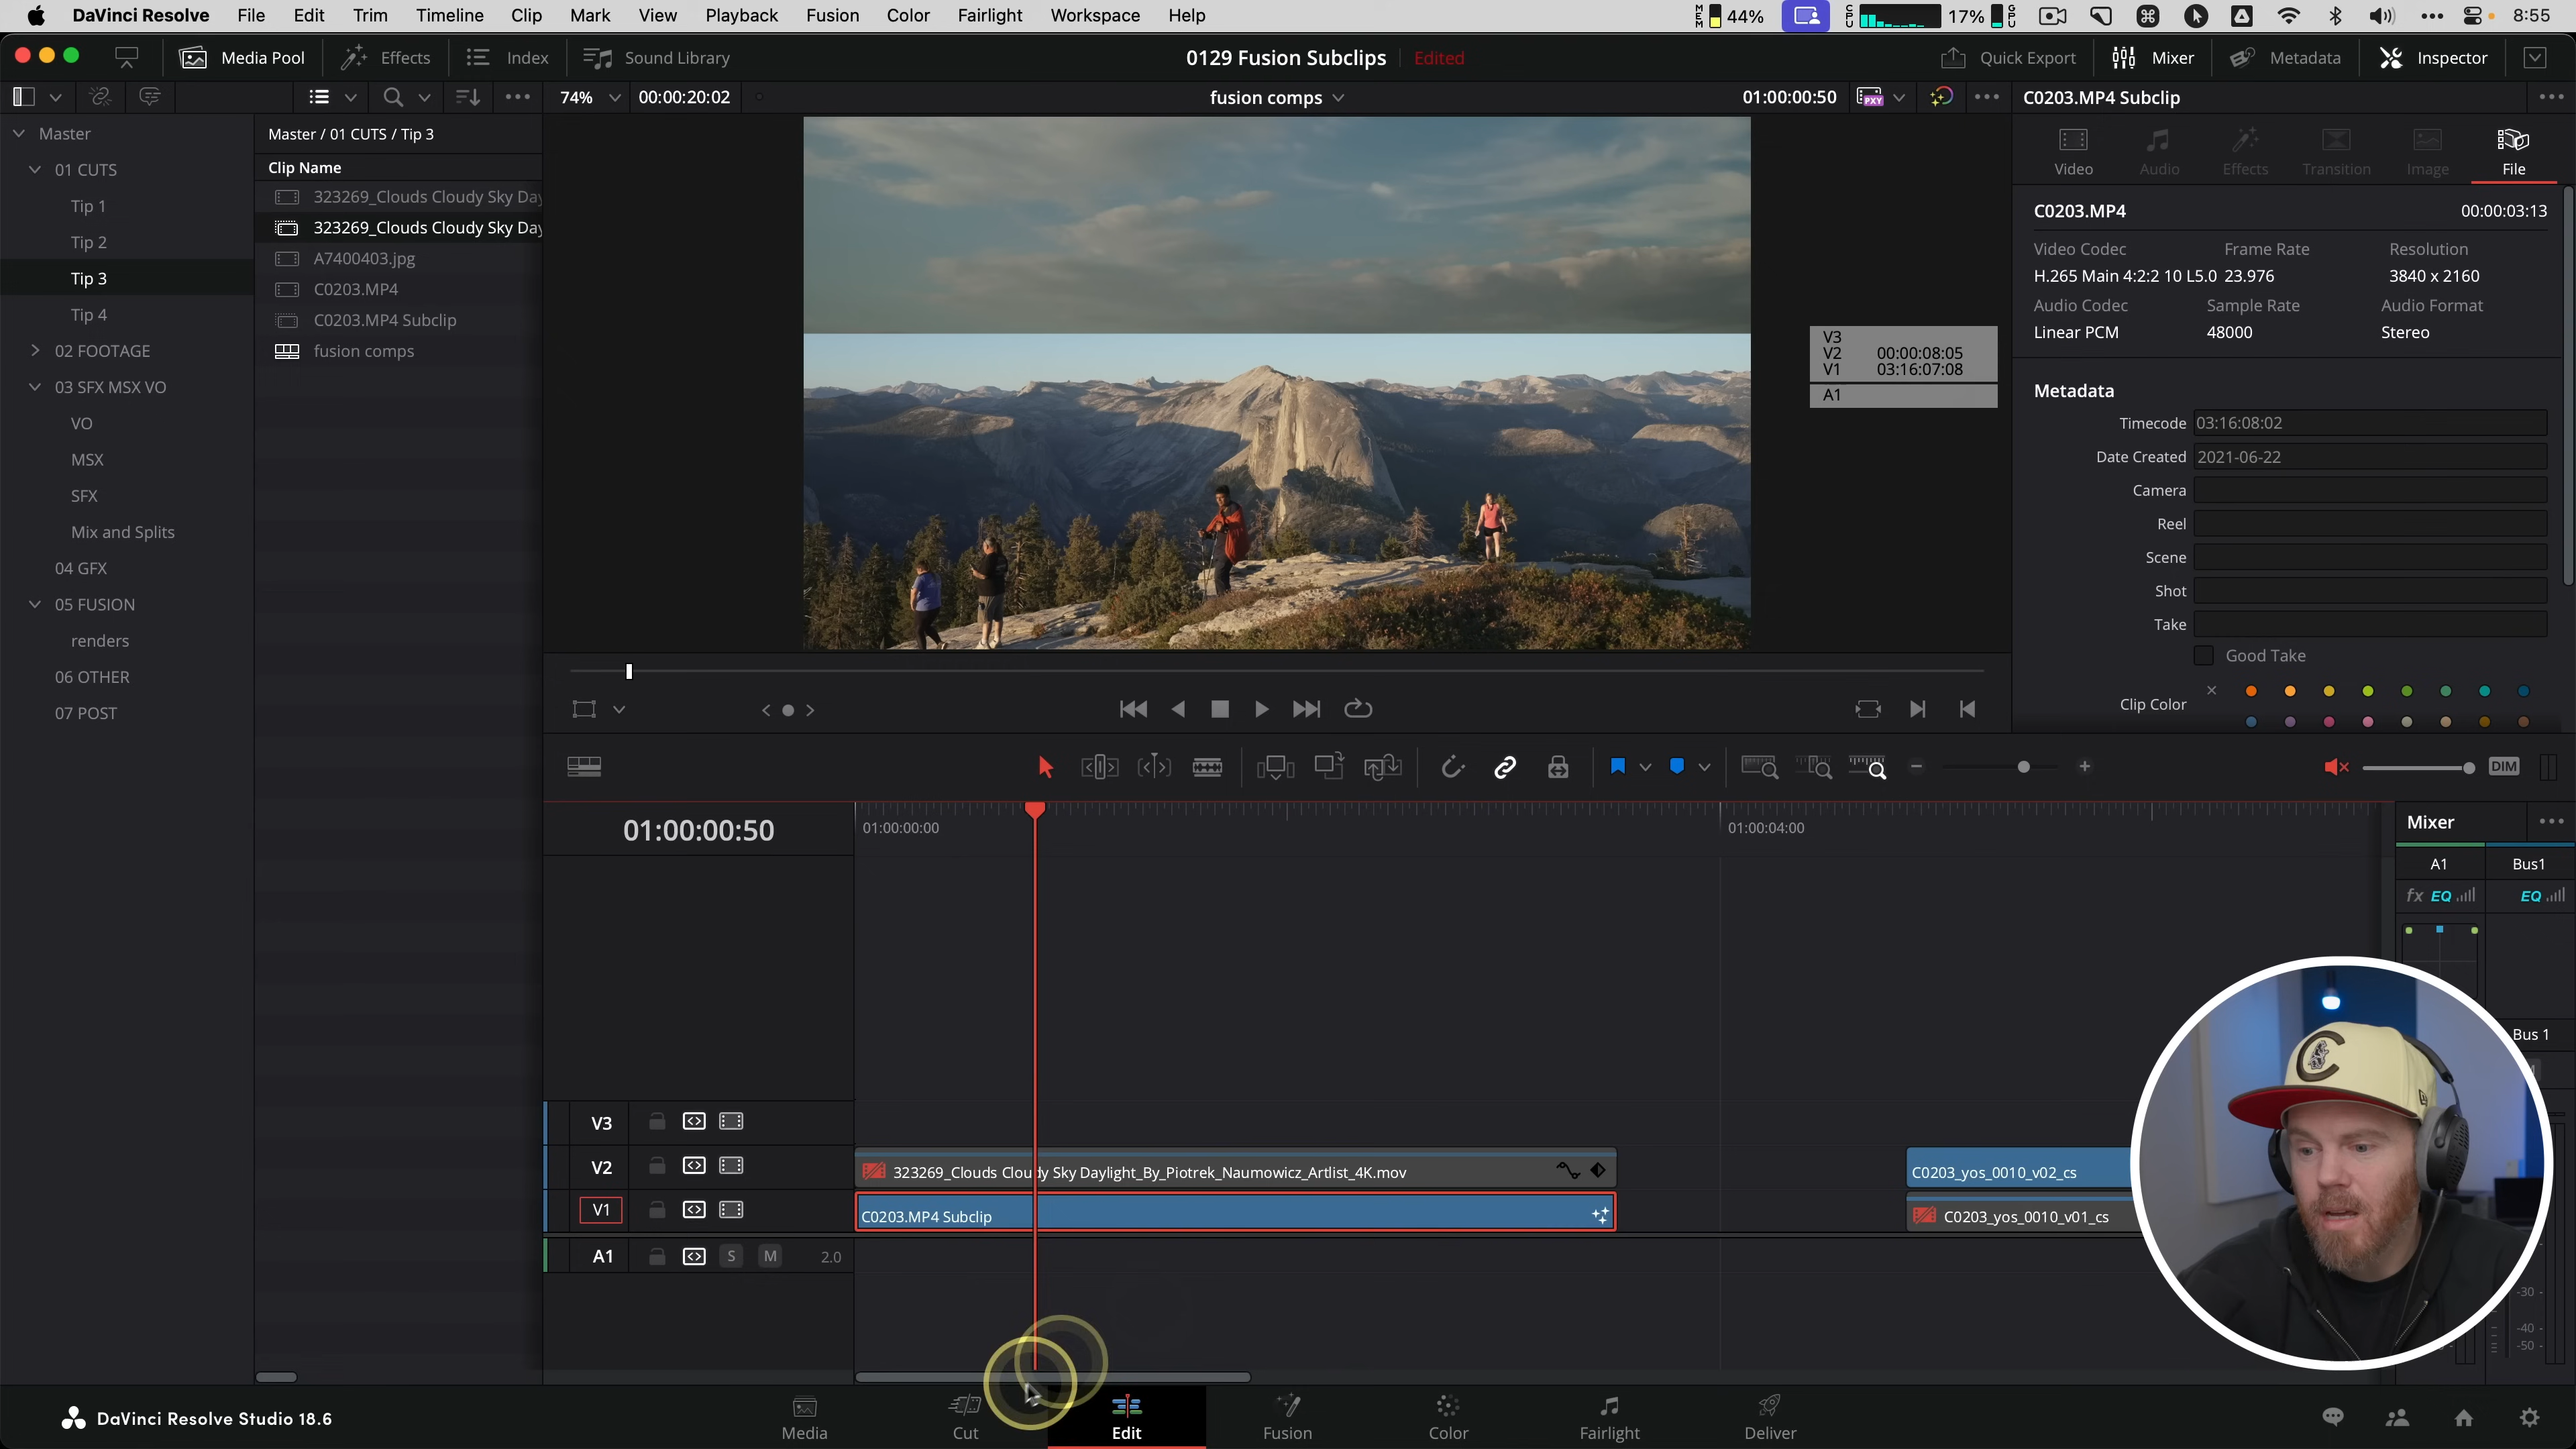 DaVinci Resolve File Edit Trim Timeline Clip Mark View Playback Fusion Color Fairlight Workspace Help MEM 44% CPU 17% GPU 8:55
Media Pool Effects Index Sound Library 0129 Fusion Subclips Edited Quick Export Mixer Metadata Inspector
74% 00:00:20:02 fusion comps 01:00:00:50 PXY C0203.MP4 Subclip
Master
01 CUTS
Tip 1
Tip 2
Tip 3
Tip 4
02 FOOTAGE
03 SFX MSX VO
VO
MSX
SFX
Mix and Splits
04 GFX
05 FUSION
renders
06 OTHER
07 POST
Master / 01 CUTS / Tip 3
Clip Name
323269_Clouds Cloudy Sky Day
323269_Clouds Cloudy Sky Day
A7400403.jpg
C0203.MP4
C0203.MP4 Subclip
fusion comps
V3
V2 00:00:08:05
V1 03:16:07:08
A1
Video Audio Effects Transition Image File
C0203.MP4 00:00:03:13
Video Codec Frame Rate Resolution
H.265 Main 4:2:2 10 L5.0 23.976 3840 x 2160
Audio Codec Sample Rate Audio Format
Linear PCM 48000 Stereo
Metadata
Timecode 03:16:08:02
Date Created 2021-06-22
Camera
Reel
Scene
Shot
Take
Good Take
Clip Color
DIM
01:00:00:50 01:00:00:00 01:00:04:00
V3
V2 323269_Clouds Cloudy Sky Daylight_By_Piotrek_Naumowicz_Artlist_4K.mov C0203_yos_0010_v02_cs
V1 C0203.MP4 Subclip C0203_yos_0010_v01_cs
A1 S M 2.0
Mixer
A1 Bus1
fx EQ EQ
Bus 1
-30
-40
-50
C
DaVinci Resolve Studio 18.6
Media Cut Edit Fusion Color Fairlight Deliver